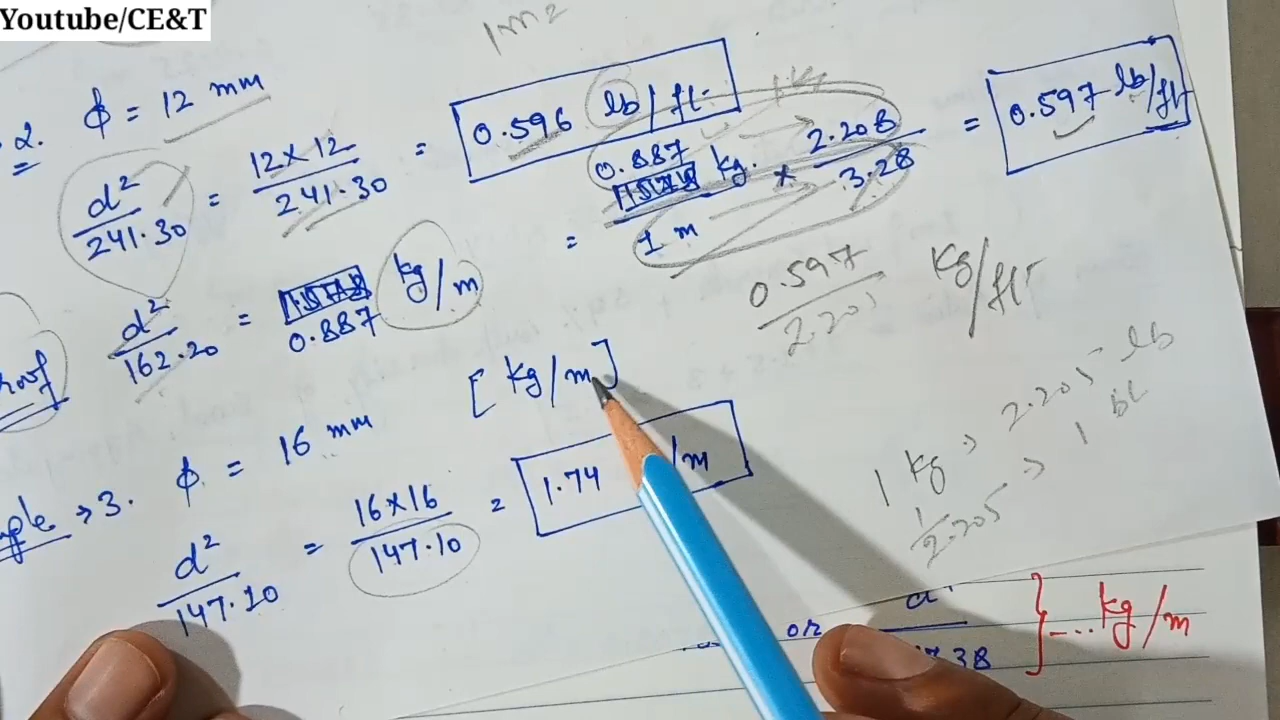 Youtube/CE&T
1m2
2. ϕ = 12 mm
d²/241.30 = 12×12/241.30 = 0.596 lb/ft
= 0.887 kg/1 m × 2.208/3.28 = 0.597 lb/ft
d²/162.20 = 0.887 kg/m
0.597/2.205 kg/ft
[kg/m]
→ 3. ϕ = 16 mm
d²/147.10 = 16×16/147.10 = 1.74 /m
1 kg → 2.205 lb
1/2.205 → 1
or 38 }--.. kg/m